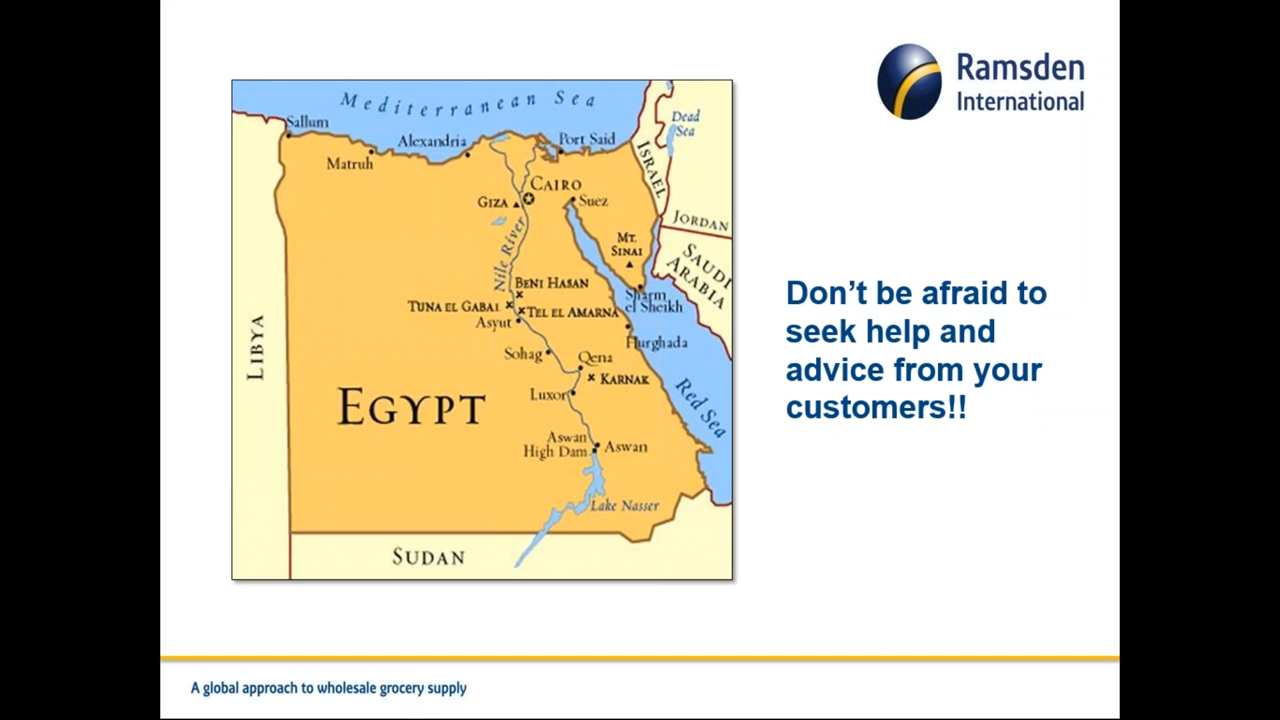 Ramsden
International
Mediterranean Sea
Dead
Sea
Sallum
Alexandria
Port Said
Matruh
ISRAEL
CAIRO
GIZA
Suez
JORDAN
Nile River
MT.
SINAI
SAUDI
ARABIA
BENI HASAN
Sharm
el Sheikh
TUNA EL GABAL
TEL EL AMARNA
Asyut
Hurghada
LIBYA
Sohag
Qena
KARNAK
Luxor
Red Sea
EGYPT
Aswan
High Dam
Aswan
Lake Nasser
SUDAN
Don't be afraid to
seek help and
advice from your
customers!!
A global approach to wholesale grocery supply